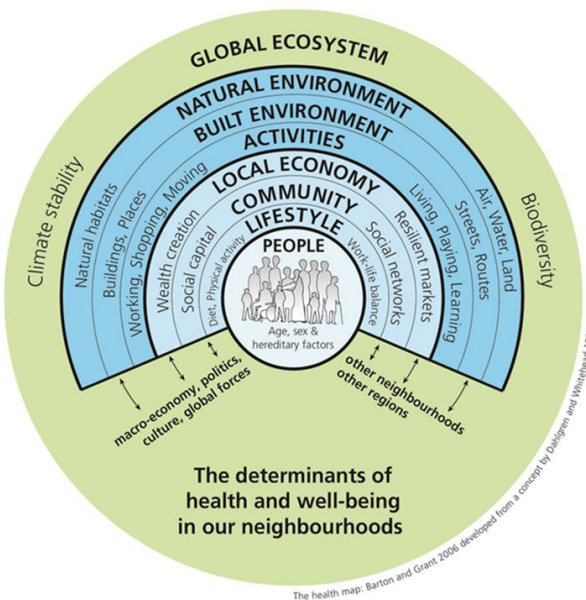 GLOBAL ECOSYSTEM
NATURAL ENVIRONMENT
BUILT ENVIRONMENT
ACTIVITIES
LOCAL ECONOMY
COMMUNITY
LIFESTYLE
PEOPLE
Age, sex &
hereditary factors
Climate stability
Natural habitats
Buildings, Places
Working, Shopping, Moving
Wealth creation
Social capital
Diet, Physical activity
Work-life balance
Social networks
Resilient markets
Living, Playing, Learning
Streets, Routes
Air, Water, Land
Biodiversity
macro-economy, politics,
culture, global forces
other neighbourhoods
other regions
The determinants of
health and well-being
in our neighbourhoods
The health map: Barton and Grant 2006 developed from a concept by Dahlgren and Whitehead